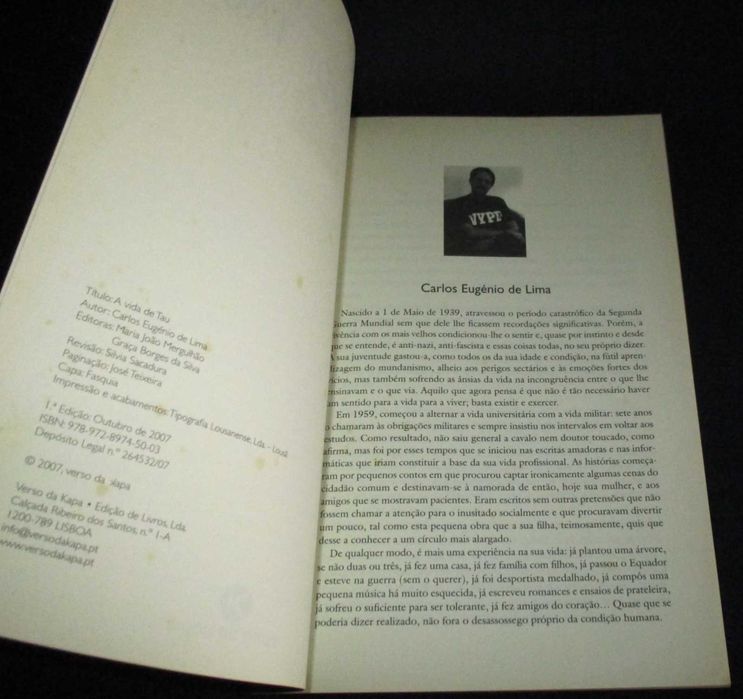 Título: A vida de Tau
Autor: Carlos Eugénio de Lima
Editoras: Maria João Mergulhão
Graça Borges da Silva
Revisão: Sílvia Sacadura
Paginação: José Teixeira
Capa: Fasquia
Impressão e acabamentos: Tipografia Lousanense, Lda – Lousã
1.ª Edição: Outubro de 2007
ISBN: 978-972-8974-50-03
Depósito Legal n.º 264532/07
© 2007, verso da kapa
Verso da Kapa • Edição de Livros, Lda.
Calçada Ribeiro dos Santos, n.º 1-A
1200-789 LISBOA
info@versodakapa.pt
www.versodakapa.pt
VYPE
Carlos Eugénio de Lima
Nascido a 1 de Maio de 1939, atravessou o período catastrófico da Segunda
Guerra Mundial sem que dele lhe ficassem recordações significativas. Porém, a
vivência com os mais velhos condicionou-lhe o sentir e, quase por instinto e desde
que se entende, é anti-nazi, anti-fascista e essas coisas todas, no seu próprio dizer.
A sua juventude gastou-a, como todos os da sua idade e condição, na fútil apren-
dizagem do mundanismo, alheio aos perigos sectários e às emoções fortes dos
vícios, mas também sofrendo as ânsias da vida na incongruência entre o que lhe
ensinavam e o que via. Aquilo que agora pensa é que não é tão necessário haver
um sentido para a vida para a viver; basta existir e exercer.
Em 1959, começou a alternar a vida universitária com a vida militar: sete anos
o chamaram às obrigações militares e sempre insistiu nos intervalos em voltar aos
estudos. Como resultado, não saiu general a cavalo nem doutor toucado, como
afirma, mas foi por esses tempos que se iniciou nas escritas amadoras e nas infor-
máticas que iriam constituir a base da sua vida profissional. As histórias começa-
ram por pequenos contos em que procurou captar ironicamente algumas cenas do
cidadão comum e destinavam-se à namorada de então, hoje sua mulher, e aos
amigos que se mostravam pacientes. Eram escritos sem outras pretensões que não
fossem chamar a atenção para o inusitado socialmente e que procuravam divertir
um pouco, tal como esta pequena obra que a sua filha, teimosamente, quis que
desse a conhecer a um círculo mais alargado.
De qualquer modo, é mais uma experiência na sua vida: já plantou uma árvore,
se não duas ou três, já fez uma casa, já fez família com filhos, já passou o Equador
e esteve na guerra (sem o querer), já foi desportista medalhado, já compôs uma
pequena música há muito esquecida, já escreveu romances e ensaios de prateleira,
já sofreu o suficiente para ser tolerante, já fez amigos do coração… Quase que se
poderia dizer realizado, não fora o desassossego próprio da condição humana.